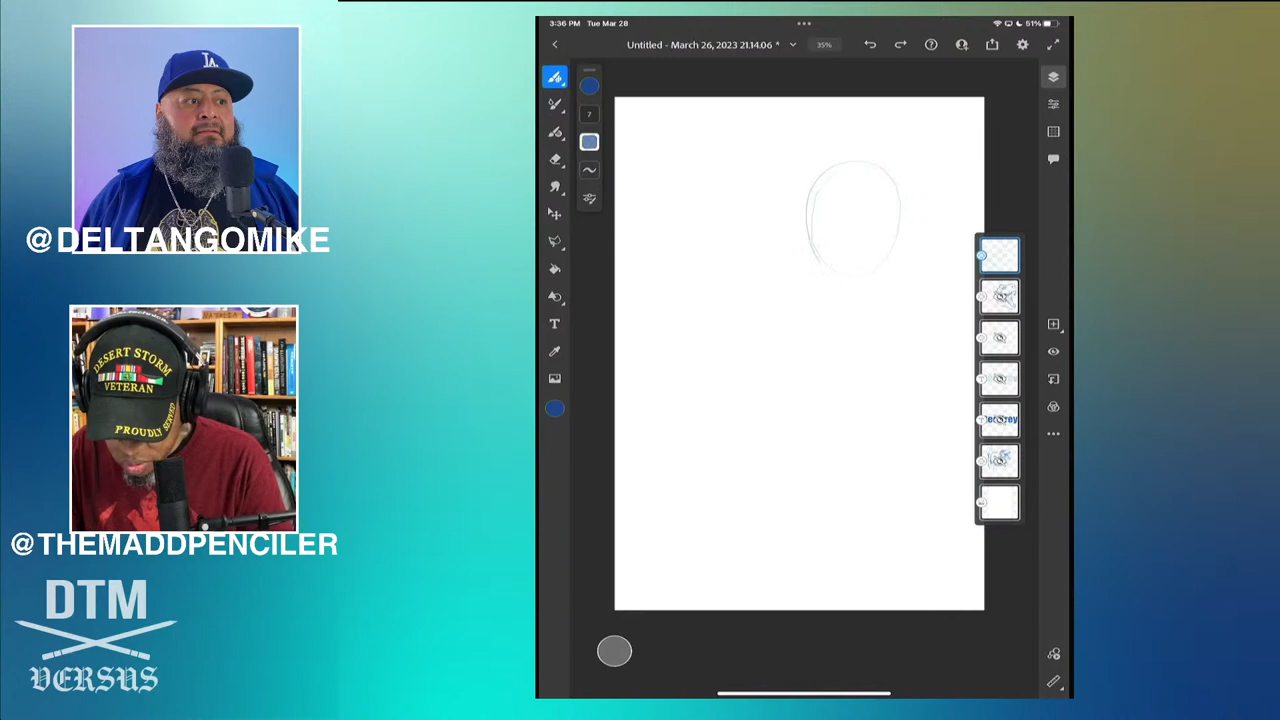 LA
@DELTANGOMIKE
DESERT STORM
VETERAN
PROUDLY SERVED
@THEMADDPENCILER
DTM
VERSUS
3:36 PM Tue Mar 28
51%
Untitled - March 26, 2023 21.14.06 *
35%
7
T